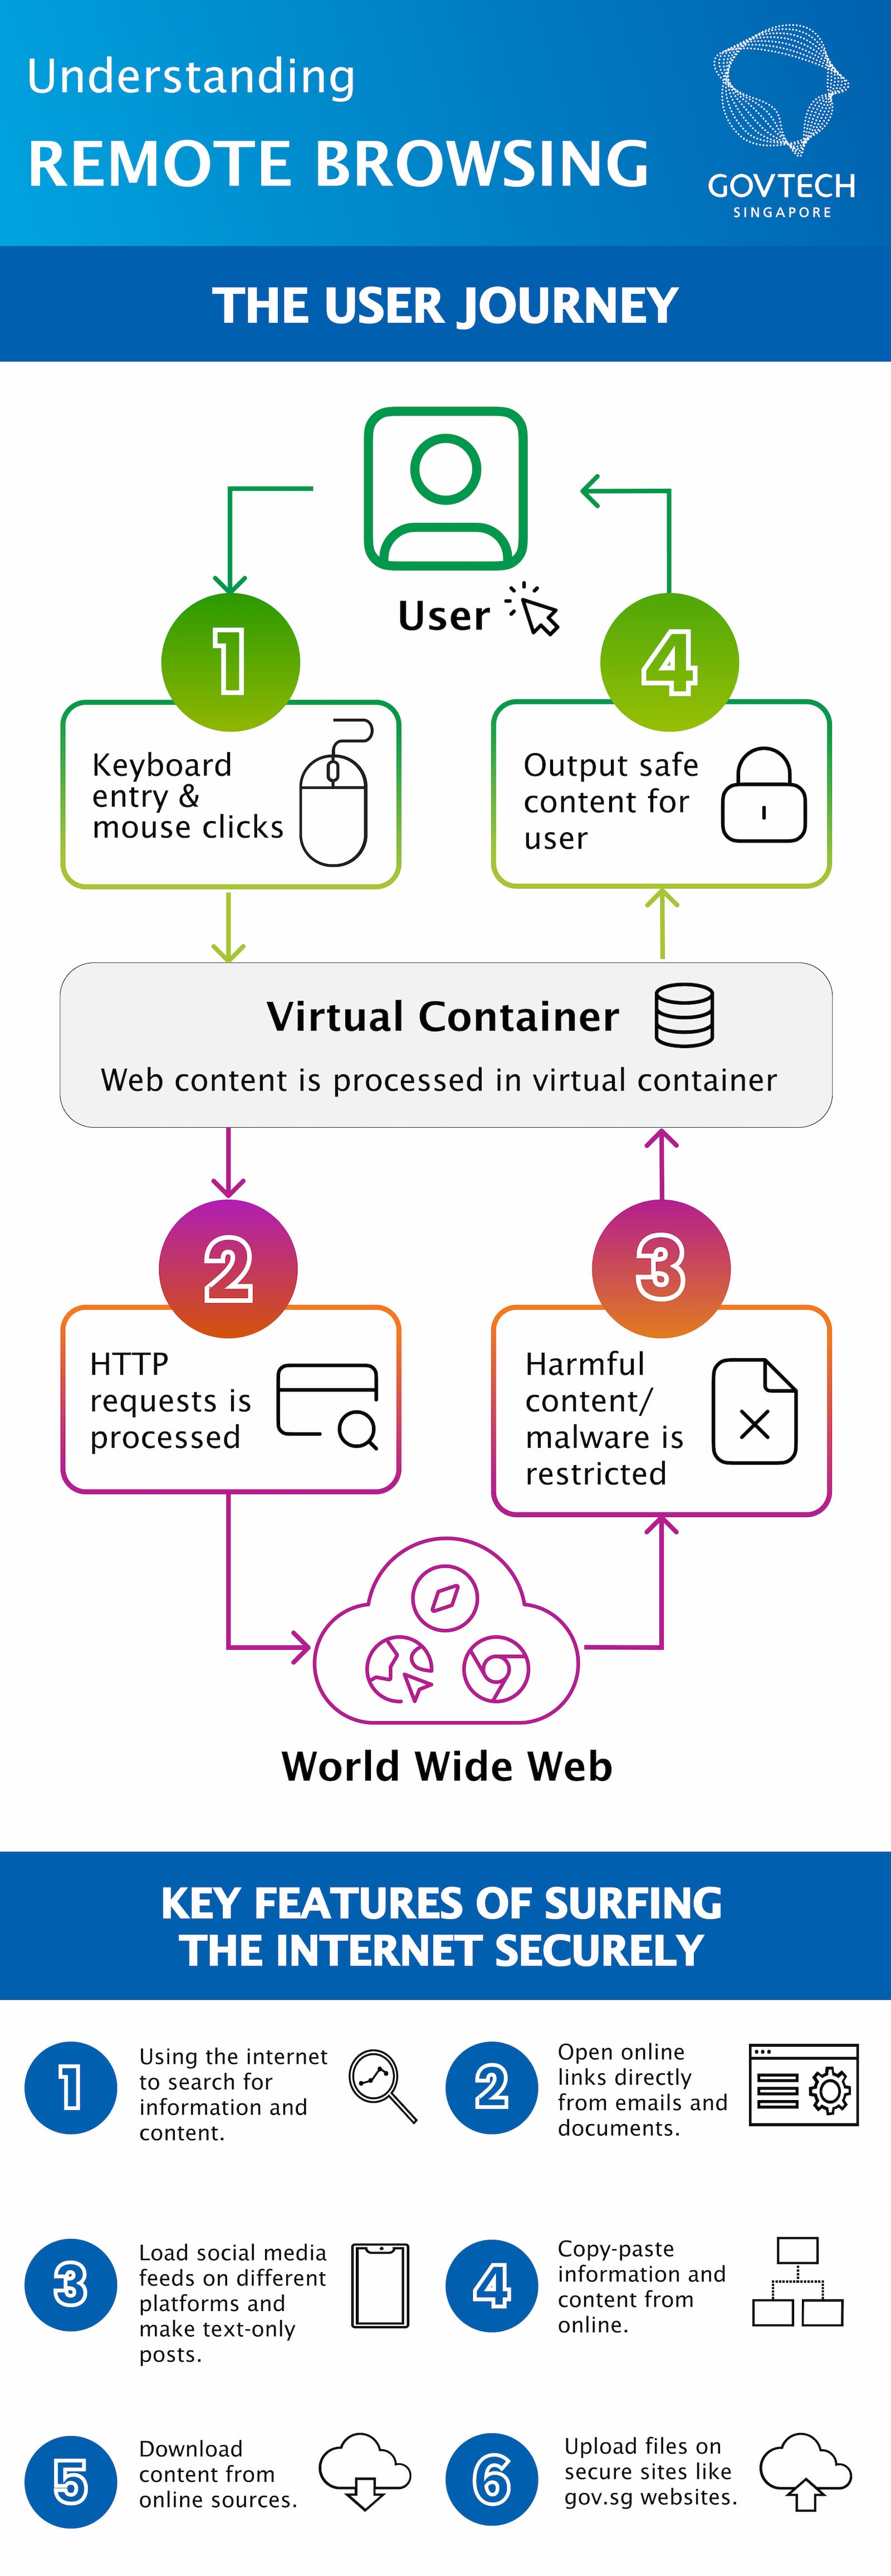 Understanding
REMOTE BROWSING
GOVTECH
SINGAPORE
THE USER JOURNEY
User
1
Keyboard
entry &
mouse clicks
4
Output safe
content for
user
Virtual Container
Web content is processed in virtual container
2
HTTP
requests is
processed
3
Harmful
content/
malware is
restricted
World Wide Web
KEY FEATURES OF SURFING
THE INTERNET SECURELY
1
Using the internet
to search for
information and
content.
2
Open online
links directly
from emails and
documents.
3
Load social media
feeds on different
platforms and
make text-only
posts.
4
Copy-paste
information and
content from
online.
5
Download
content from
online sources.
6
Upload files on
secure sites like
gov.sg websites.